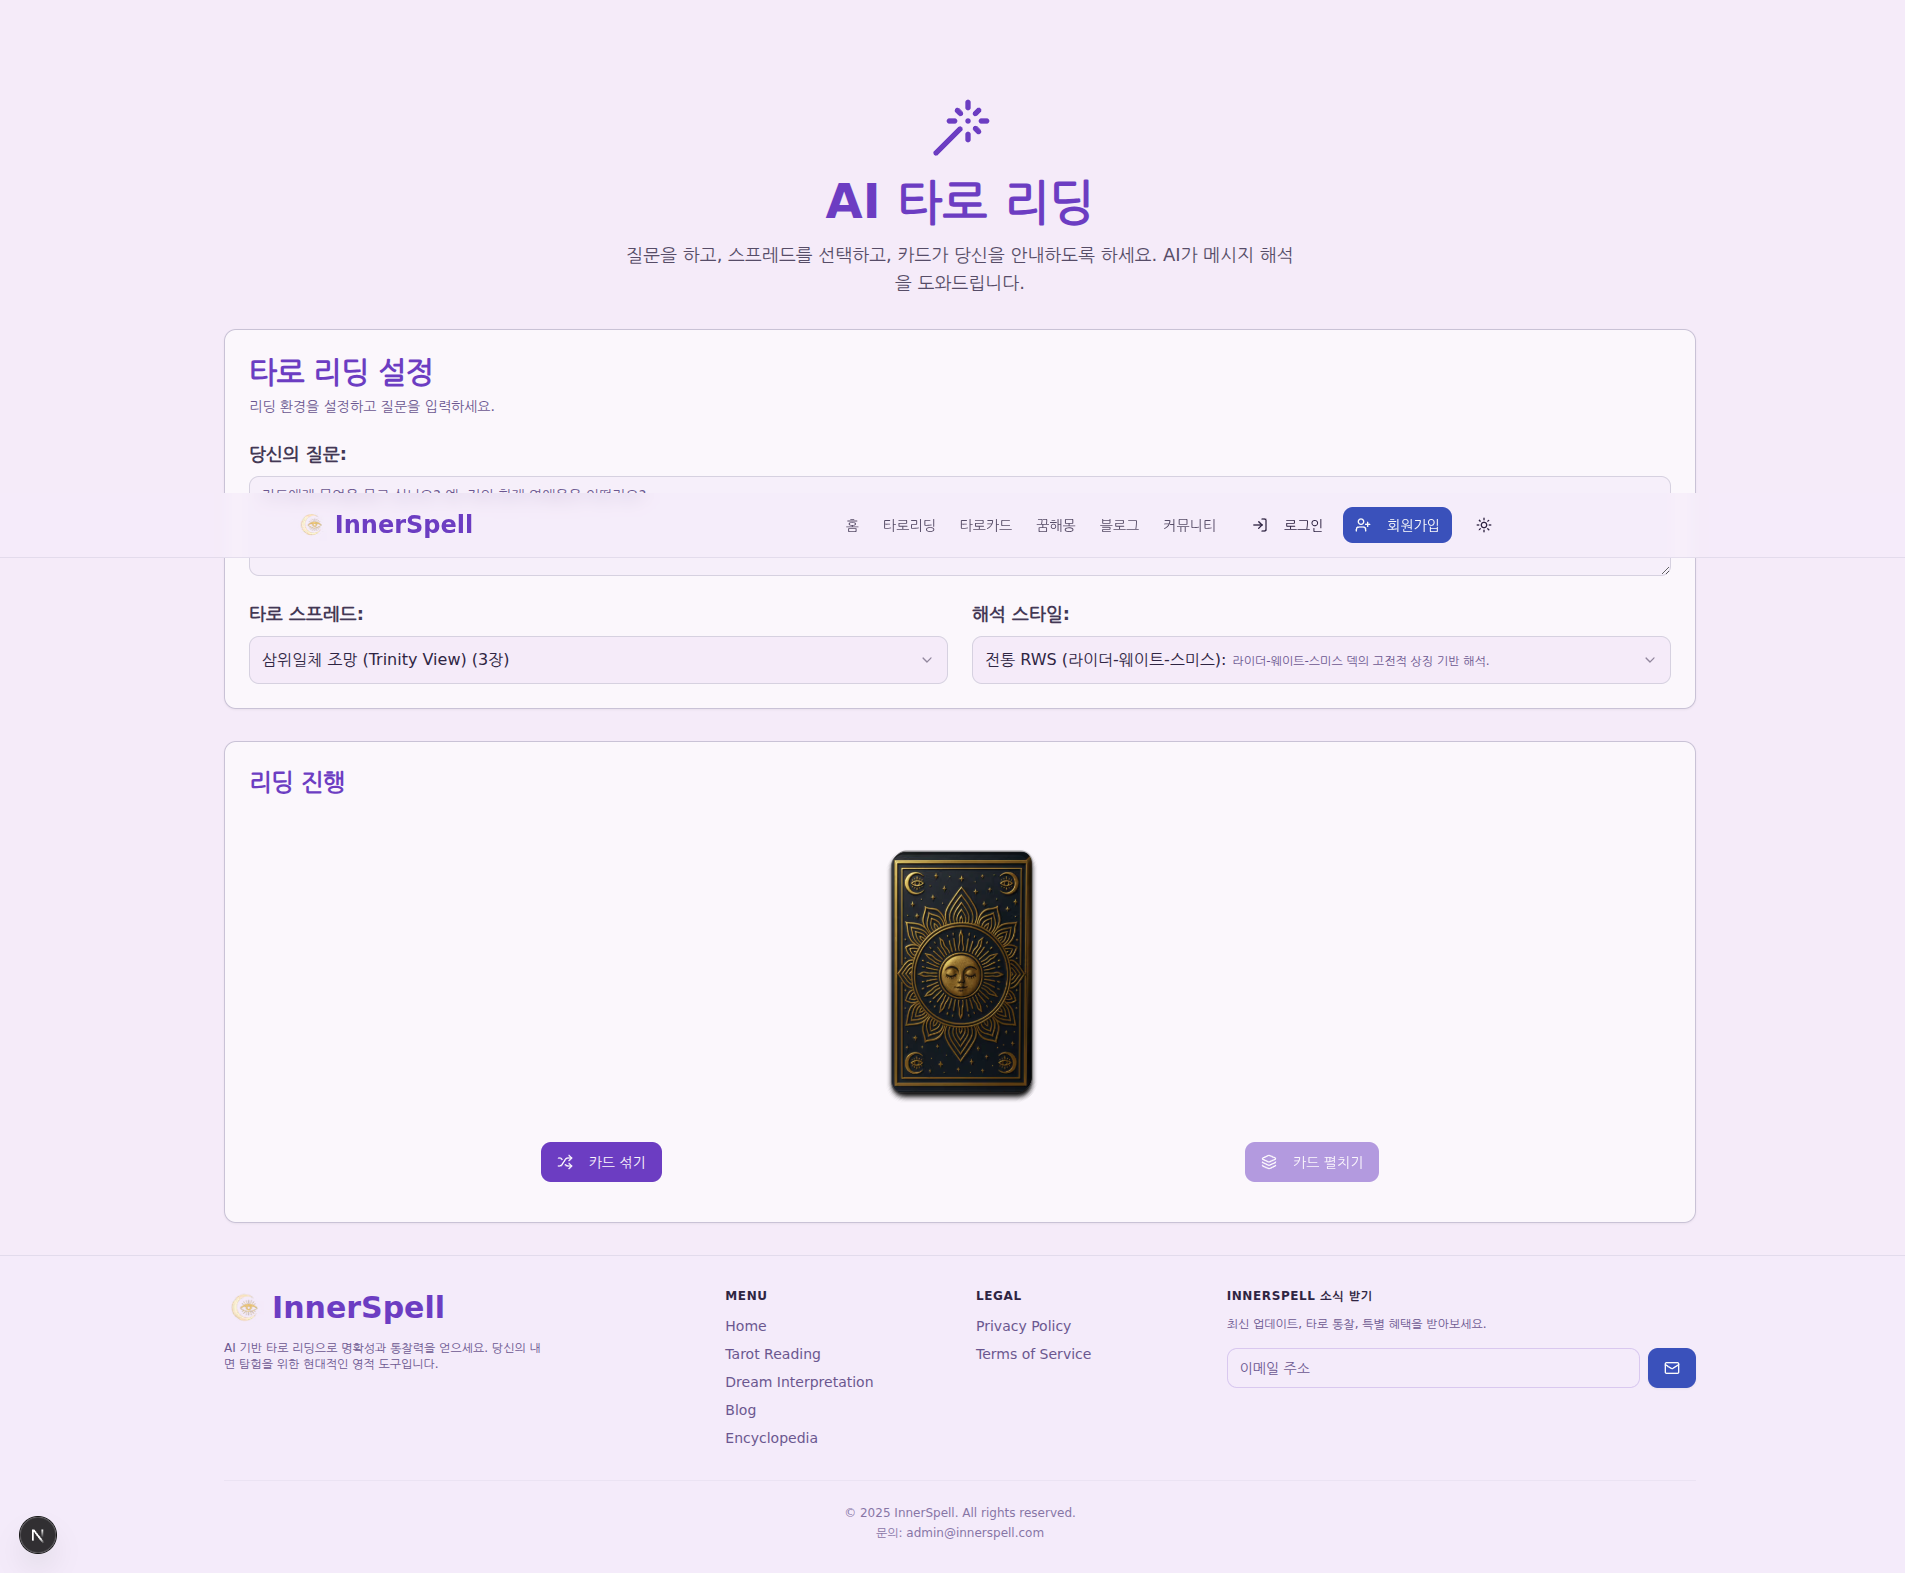 AI 타로 리딩
질문을 하고, 스프레드를 선택하고, 카드가 당신을 안내하도록 하세요. AI가 메시지 해석
을 도와드립니다.
타로 리딩 설정
리딩 환경을 설정하고 질문을 입력하세요.
당신의 질문:
InnerSpell
홈 타로리딩 타로카드 꿈해몽 블로그 커뮤니티 로그인 회원가입
타로 스프레드:
해석 스타일:
삼위일체 조망 (Trinity View) (3장)
전통 RWS (라이더-웨이트-스미스): 라이더-웨이트-스미스 덱의 고전적 상징 기반 해석.
리딩 진행
카드 섞기
카드 펼치기
InnerSpell
AI 기반 타로 리딩으로 명확성과 통찰력을 얻으세요. 당신의 내
면 탐험을 위한 현대적인 영적 도구입니다.
MENU
Home
Tarot Reading
Dream Interpretation
Blog
Encyclopedia
LEGAL
Privacy Policy
Terms of Service
INNERSPELL 소식 받기
최신 업데이트, 타로 통찰, 특별 혜택을 받아보세요.
이메일 주소
© 2025 InnerSpell. All rights reserved.
문의: admin@innerspell.com
N